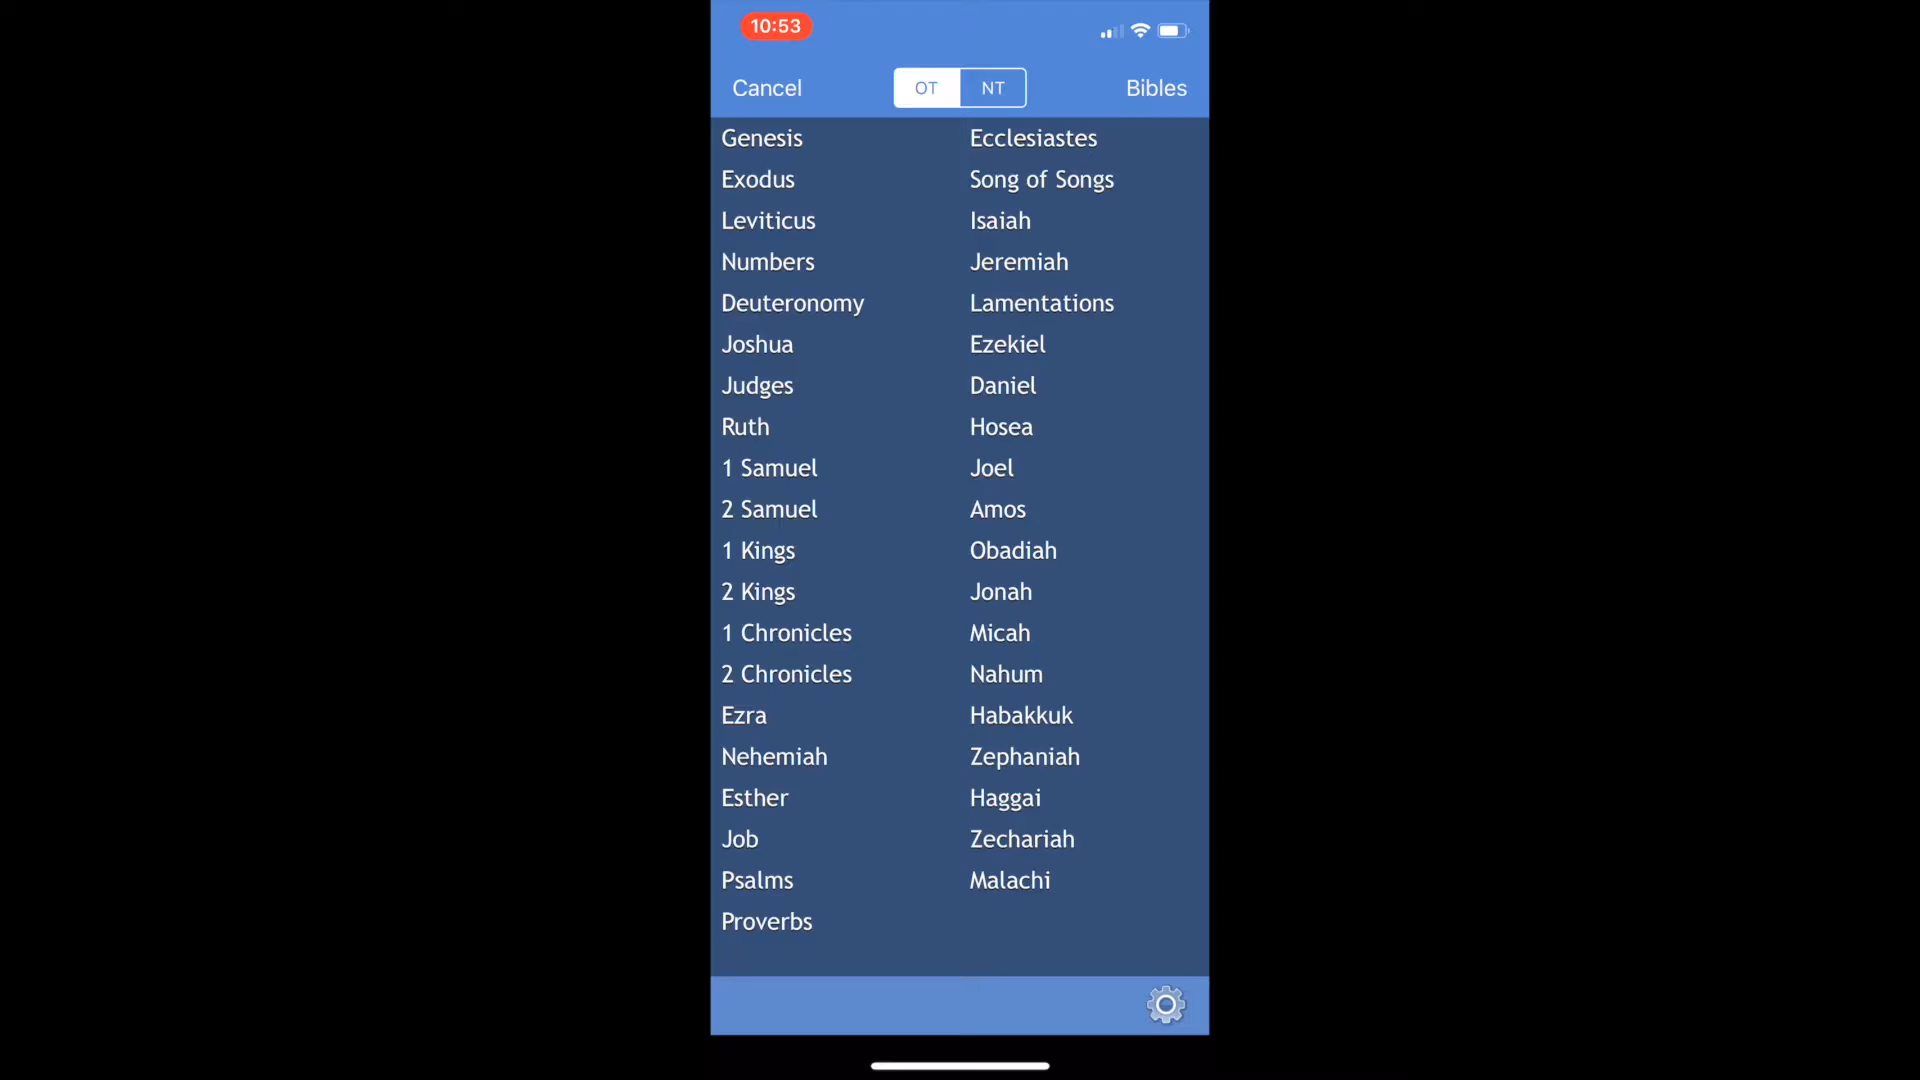 10:53
Cancel OT NT Bibles
Genesis
Exodus
Leviticus
Numbers
Deuteronomy
Joshua
Judges
Ruth
1 Samuel
2 Samuel
1 Kings
2 Kings
1 Chronicles
2 Chronicles
Ezra
Nehemiah
Esther
Job
Psalms
Proverbs
Ecclesiastes
Song of Songs
Isaiah
Jeremiah
Lamentations
Ezekiel
Daniel
Hosea
Joel
Amos
Obadiah
Jonah
Micah
Nahum
Habakkuk
Zephaniah
Haggai
Zechariah
Malachi